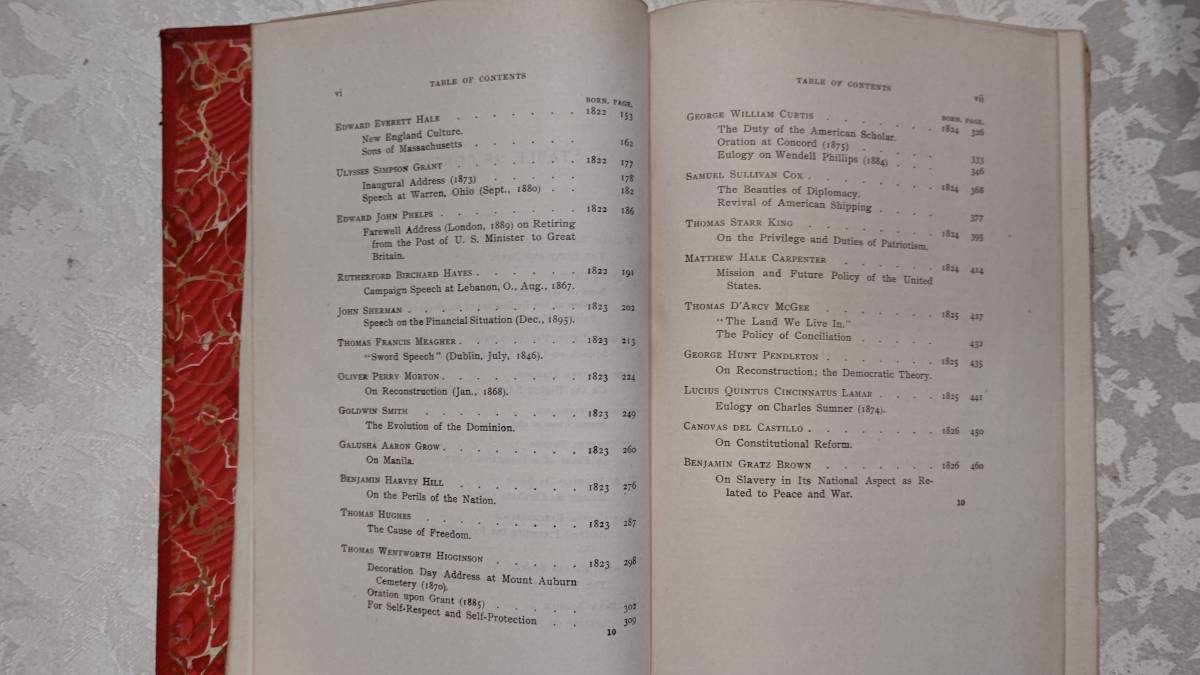 vi
TABLE OF CONTENTS
BORN. PAGE.
EDWARD EVERETT HALE . . . . . . . 1822 153
New England Culture.
Sons of Massachusetts . . . . . . 162
ULYSSES SIMPSON GRANT . . . . . . . 1822 177
Inaugural Address (1873) . . . . . 178
Speech at Warren, Ohio (Sept., 1880) . . 182
EDWARD JOHN PHELPS . . . . . . . . 1822 186
Farewell Address (London, 1889) on Retiring
from the Post of U. S. Minister to Great
Britain.
RUTHERFORD BIRCHARD HAYES . . . . . . 1822 191
Campaign Speech at Lebanon, O., Aug., 1867.
JOHN SHERMAN . . . . . . . . . 1823 202
Speech on the Financial Situation (Dec., 1895).
THOMAS FRANCIS MEAGHER . . . . . . . 1823 213
"Sword Speech" (Dublin, July, 1846).
OLIVER PERRY MORTON . . . . . . . . 1823 224
On Reconstruction (Jan., 1868).
GOLDWIN SMITH . . . . . . . . 1823 249
The Evolution of the Dominion.
GALUSHA AARON GROW . . . . . . . . 1823 260
On Manila.
BENJAMIN HARVEY HILL . . . . . . . 1823 276
On the Perils of the Nation.
THOMAS HUGHES . . . . . . . . 1823 287
The Cause of Freedom.
THOMAS WENTWORTH HIGGINSON . . . . . 1823 298
Decoration Day Address at Mount Auburn
Cemetery (1870).
Oration upon Grant (1885) . . . . . 302
For Self-Respect and Self-Protection . . 309
10
TABLE OF CONTENTS
vii
BORN. PAGE.
GEORGE WILLIAM CURTIS . . . . . . . 1824 326
The Duty of the American Scholar.
Oration at Concord (1875) . . . . . 333
Eulogy on Wendell Phillips (1884) . . . 346
SAMUEL SULLIVAN COX . . . . . . . . 1824 368
The Beauties of Diplomacy.
Revival of American Shipping . . . . 377
THOMAS STARR KING . . . . . . . . 1824 395
On the Privilege and Duties of Patriotism.
MATTHEW HALE CARPENTER . . . . . . 1824 414
Mission and Future Policy of the United
States.
THOMAS D'ARCY MCGEE . . . . . . . 1825 427
"The Land We Live In."
The Policy of Conciliation . . . . . 432
GEORGE HUNT PENDLETON . . . . . . . 1825 435
On Reconstruction; the Democratic Theory.
LUCIUS QUINTUS CINCINNATUS LAMAR . . . . 1825 441
Eulogy on Charles Sumner (1874).
CANOVAS DEL CASTILLO . . . . . . . . 1826 450
On Constitutional Reform.
BENJAMIN GRATZ BROWN . . . . . . . 1826 460
On Slavery in Its National Aspect as Re-
lated to Peace and War.
10